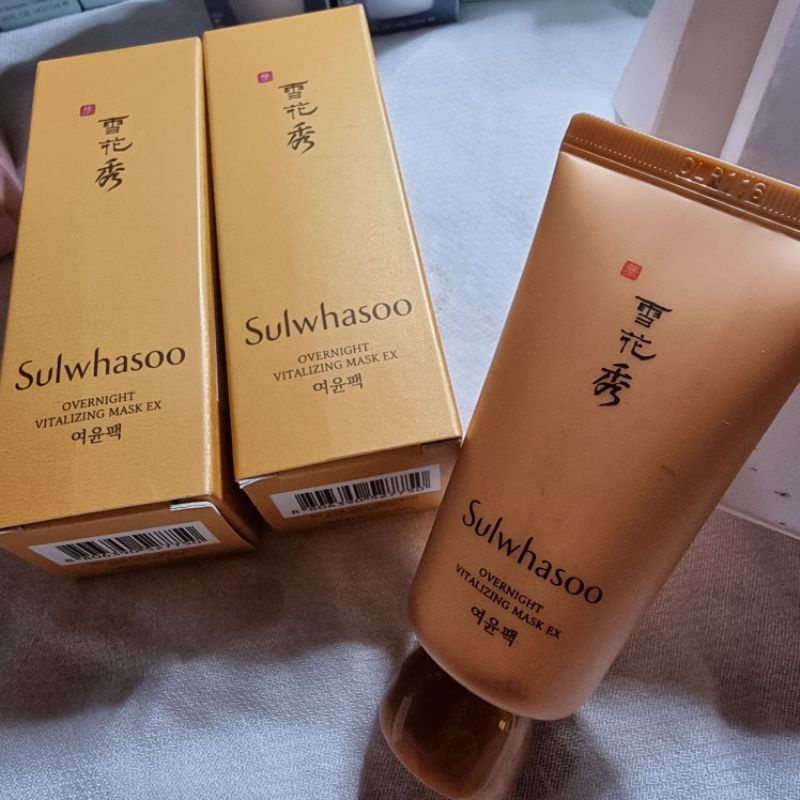 雪花秀
Sulwhasoo
OVERNIGHT
VITALIZING MASK EX
여윤팩
雪花秀
Sulwhasoo
OVERNIGHT
VITALIZING MASK EX
여윤팩
DLR116
雪花秀
Sulwhasoo
OVERNIGHT
VITALIZING MASK EX
여윤팩